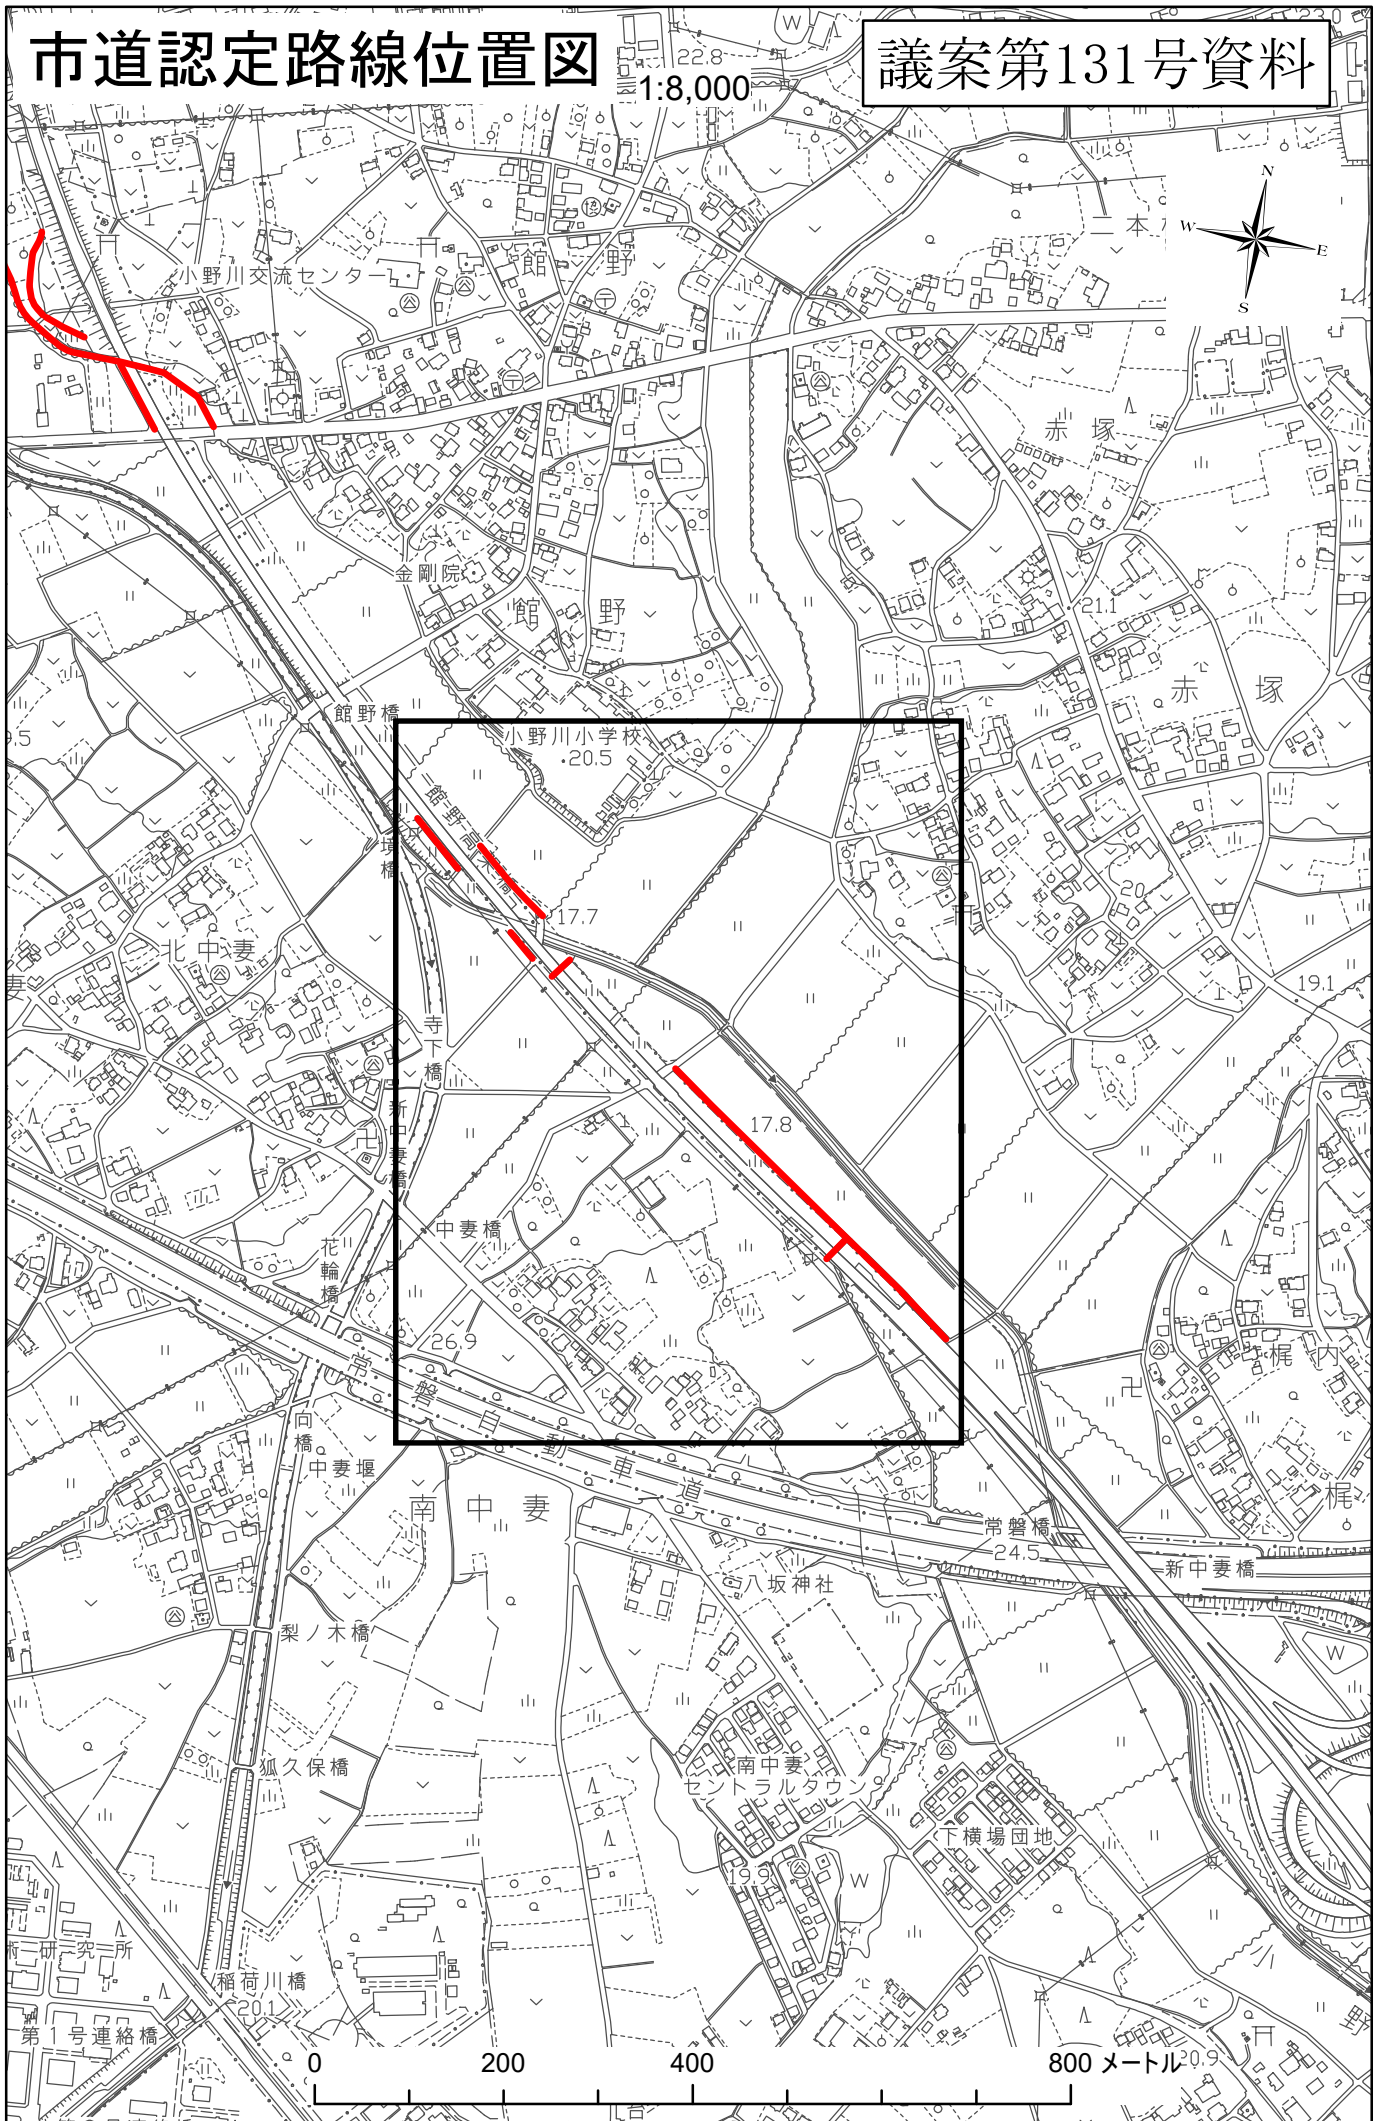 市道認定路線位置図
1:8,000
議案第131号資料
22.8
23.0
W
N
W
E
S
二本
小野川交流センター
館野
協
赤塚
金剛院
館野
21.1
赤塚
館野橋
9.5
小野川小学校
20.5
館野高架橋
境橋
17.7
20
北中妻
妻
19.1
寺下橋
新中妻橋
17.8
中妻橋
花輪橋
26.9
梶内
常磐自動車道
向橋
中妻堰
南中妻
梶
常磐橋
24.5
新中妻橋
八坂神社
梨ノ木橋
W
狐久保橋
南中妻
セントラルタウン
下横場団地
19.9
W
術研究所
稲荷川橋
20.1
第1号連絡橋
野
20.9
0
200
400
800 メートル